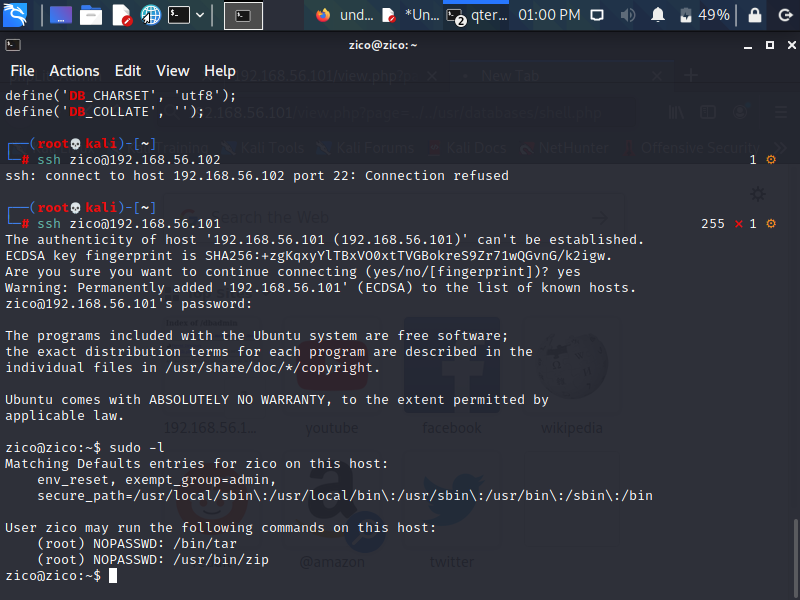 und... *Un... 2 qter... 01:00 PM 49%
zico@zico: ~
File Actions Edit View Help
define('DB_CHARSET', 'utf8');
define('DB_COLLATE', '');
┌──(root💀kali)-[~]
└─# ssh zico@192.168.56.102 1 ⚙
ssh: connect to host 192.168.56.102 port 22: Connection refused
┌──(root💀kali)-[~]
└─# ssh zico@192.168.56.101 255 ⨯ 1 ⚙
The authenticity of host '192.168.56.101 (192.168.56.101)' can't be established.
ECDSA key fingerprint is SHA256:+zgKqxyYlTBxVO0xtTVGBokreS9Zr71wQGvnG/k2igw.
Are you sure you want to continue connecting (yes/no/[fingerprint])? yes
Warning: Permanently added '192.168.56.101' (ECDSA) to the list of known hosts.
zico@192.168.56.101's password:
The programs included with the Ubuntu system are free software;
the exact distribution terms for each program are described in the
individual files in /usr/share/doc/*/copyright.
Ubuntu comes with ABSOLUTELY NO WARRANTY, to the extent permitted by
applicable law.
192.168.56.1... youtube facebook wikipedia
zico@zico:~$ sudo -l
Matching Defaults entries for zico on this host:
env_reset, exempt_group=admin,
secure_path=/usr/local/sbin\:/usr/local/bin\:/usr/sbin\:/usr/bin\:/sbin\:/bin
User zico may run the following commands on this host:
(root) NOPASSWD: /bin/tar
(root) NOPASSWD: /usr/bin/zip
@amazon twitter
zico@zico:~$